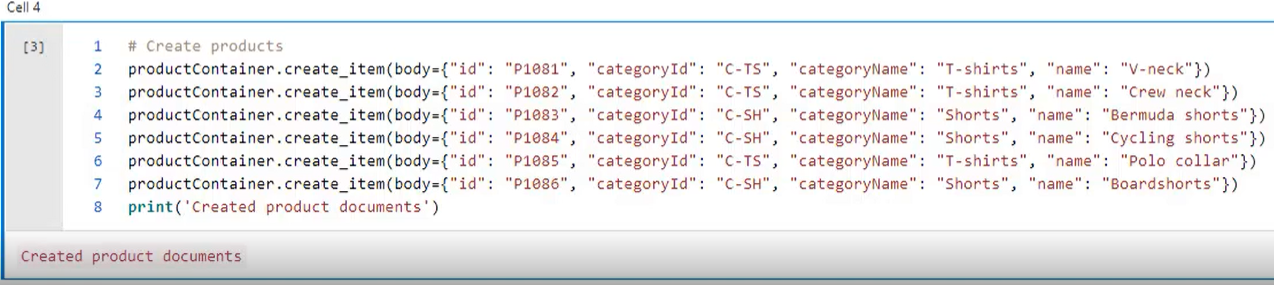 Cell 4
[3]
1 # Create products
2 productContainer.create_item(body={"id": "P1081", "categoryId": "C-TS", "categoryName": "T-shirts", "name": "V-neck"})
3 productContainer.create_item(body={"id": "P1082", "categoryId": "C-TS", "categoryName": "T-shirts", "name": "Crew neck"})
4 productContainer.create_item(body={"id": "P1083", "categoryId": "C-SH", "categoryName": "Shorts", "name": "Bermuda shorts"})
5 productContainer.create_item(body={"id": "P1084", "categoryId": "C-SH", "categoryName": "Shorts", "name": "Cycling shorts"})
6 productContainer.create_item(body={"id": "P1085", "categoryId": "C-TS", "categoryName": "T-shirts", "name": "Polo collar"})
7 productContainer.create_item(body={"id": "P1086", "categoryId": "C-SH", "categoryName": "Shorts", "name": "Boardshorts"})
8 print('Created product documents')
Created product documents